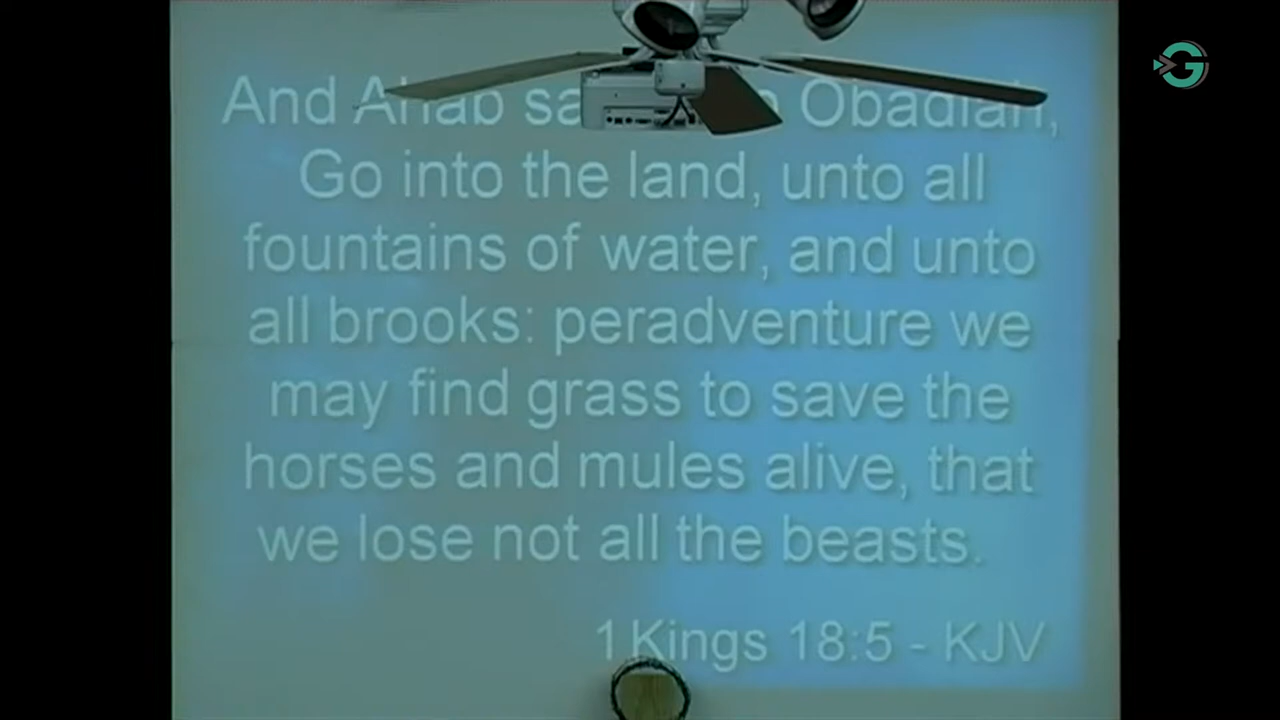 And Ahab sa Obadiah,
Go into the land, unto all
fountains of water, and unto
all brooks: peradventure we
may find grass to save the
horses and mules alive, that
we lose not all the beasts.
1 Kings 18:5 - KJV
G